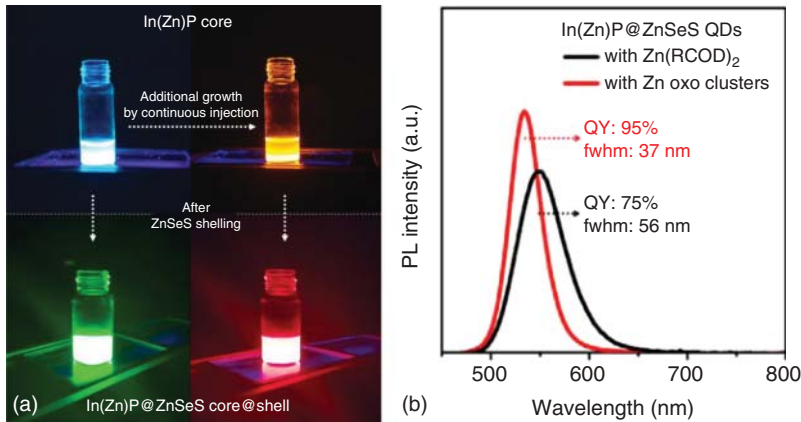 In(Zn)P core
Additional growth
by continuous injection
After
ZnSeS shelling
(a)
In(Zn)P@ZnSeS core@shell
In(Zn)P@ZnSeS QDs
with Zn(RCOD)₂
with Zn oxo clusters
QY: 95%
fwhm: 37 nm
QY: 75%
fwhm: 56 nm
PL intensity (a.u.)
500 600 700 800
(b)
Wavelength (nm)